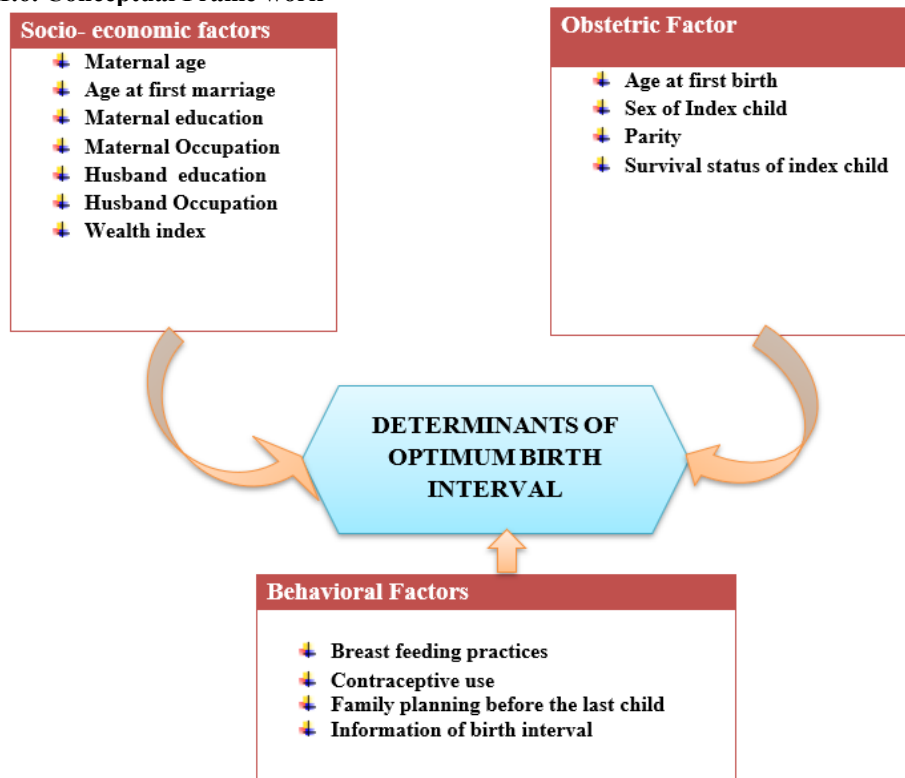 Conceptual Frame work
Socio- economic factors
Maternal age
Age at first marriage
Maternal education
Maternal Occupation
Husband education
Husband Occupation
Wealth index
Obstetric Factor
Age at first birth
Sex of Index child
Parity
Survival status of index child
DETERMINANTS OF
OPTIMUM BIRTH
INTERVAL
Behavioral Factors
Breast feeding practices
Contraceptive use
Family planning before the last child
Information of birth interval